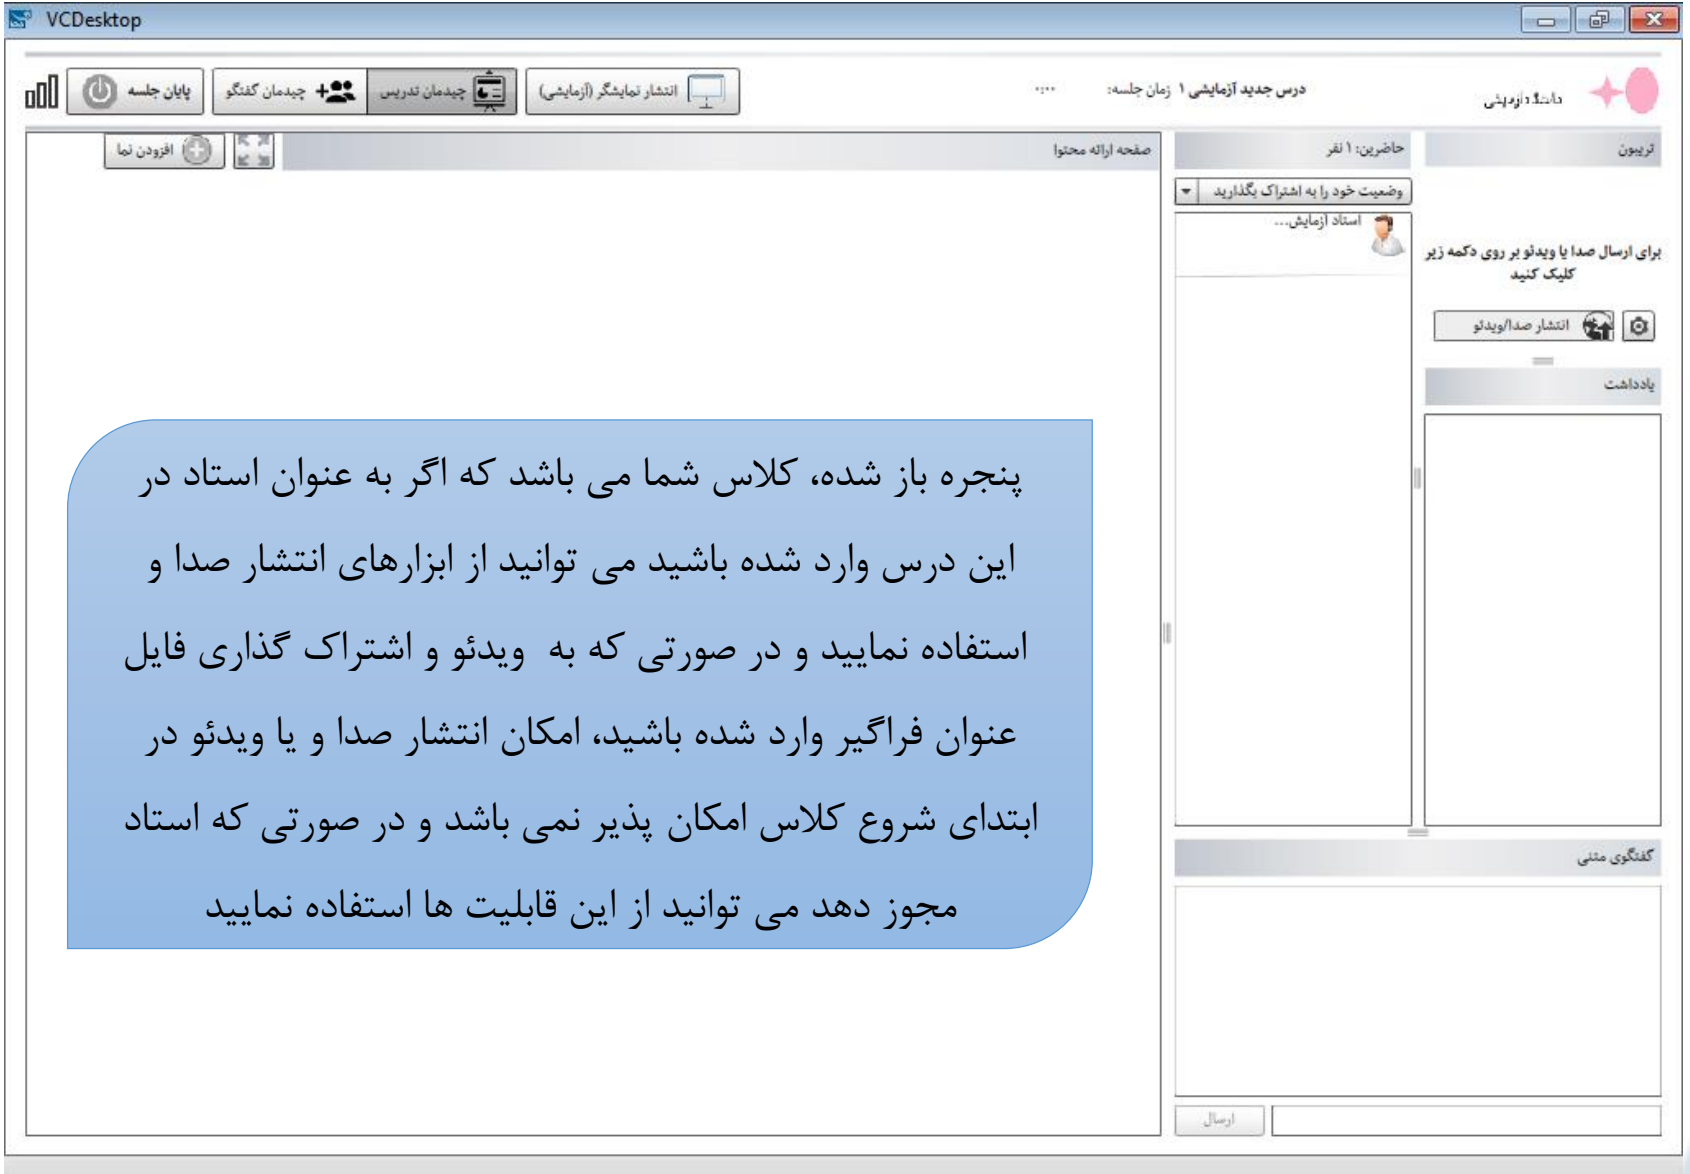 VCDesktop
درس جدید آزمایشی ۱ زمان جلسه: ۰۰:۰۰
انتشار نمایشگر (آزمایشی)
چیدمان تدریس
چیدمان گفتگو
پایان جلسه
تریبون
حاضرین: ۱ نفر
صفحه ارائه محتوا
افزودن نما
وضعیت خود را به اشتراک بگذارید
استاد آزمایش...
برای ارسال صدا یا ویدئو بر روی دکمه زیر
کلیک کنید
انتشار صدا/ویدئو
یادداشت
پنجره باز شده، کلاس شما می باشد که اگر به عنوان استاد در
این درس وارد شده باشید می توانید از ابزارهای انتشار صدا و
استفاده نمایید و در صورتی که به ویدئو و اشتراک گذاری فایل
عنوان فراگیر وارد شده باشید، امکان انتشار صدا و یا ویدئو در
ابتدای شروع کلاس امکان پذیر نمی باشد و در صورتی که استاد
مجوز دهد می توانید از این قابلیت ها استفاده نمایید
گفتگوی متنی
ارسال